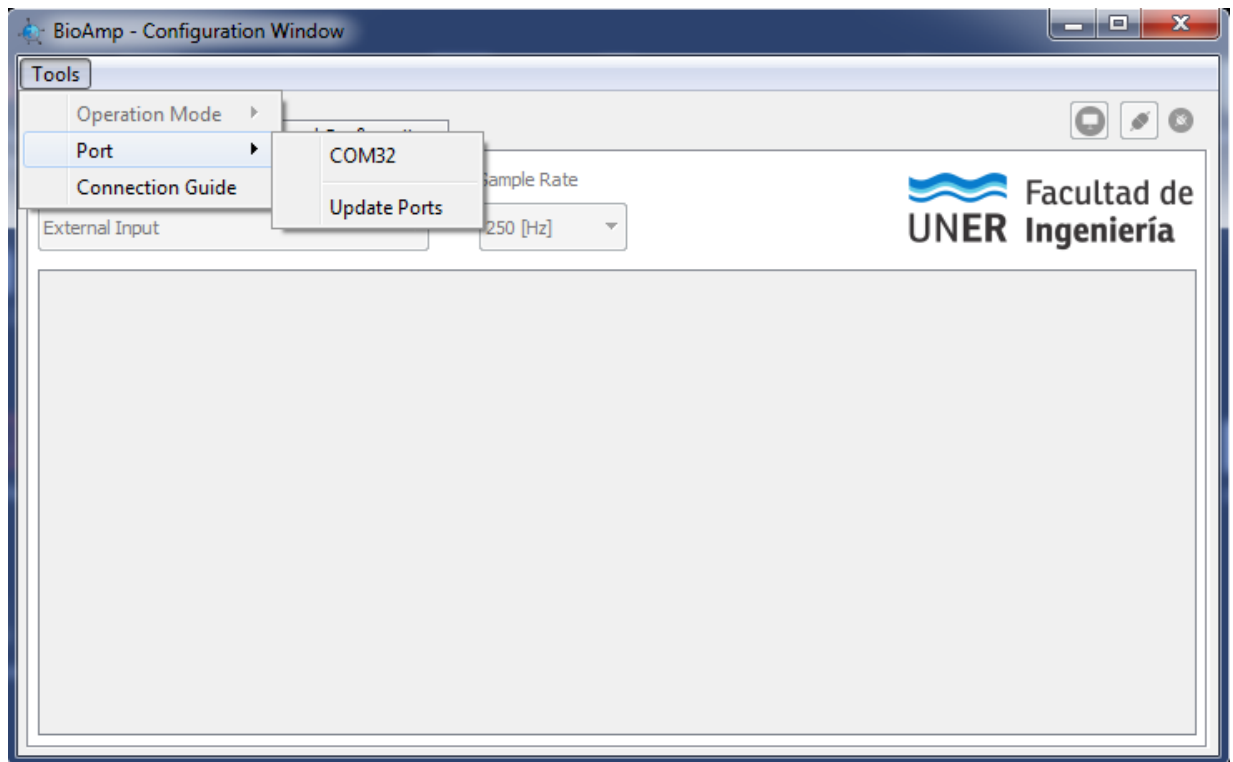 BioAmp - Configuration Window
Tools
Operation Mode
Port
Connection Guide
COM32
Update Ports
Sample Rate
External Input
250 [Hz]
UNER
Facultad de
Ingeniería